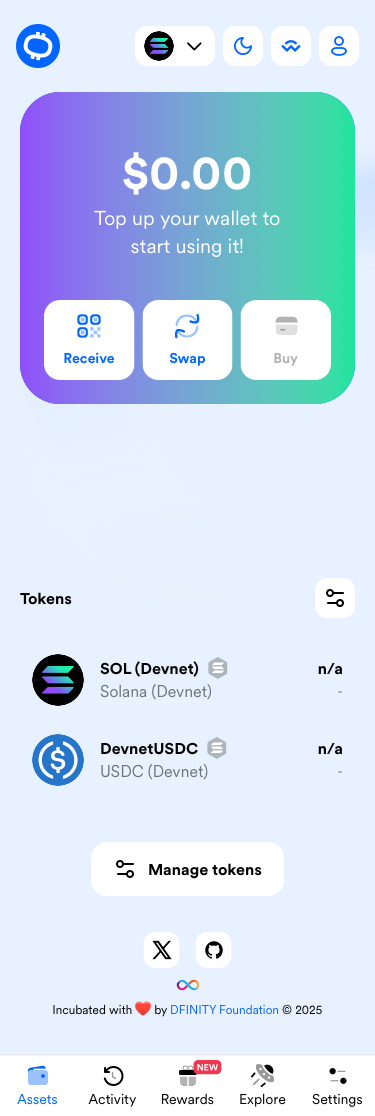 $0.00
Top up your wallet to
start using it!
Receive
Swap
Buy
Tokens
SOL (Devnet)
n/a
Solana (Devnet)
-
DevnetUSDC
n/a
USDC (Devnet)
-
Manage tokens
Incubated with ❤️ by DFINITY Foundation © 2025
NEW
Assets
Activity
Rewards
Explore
Settings